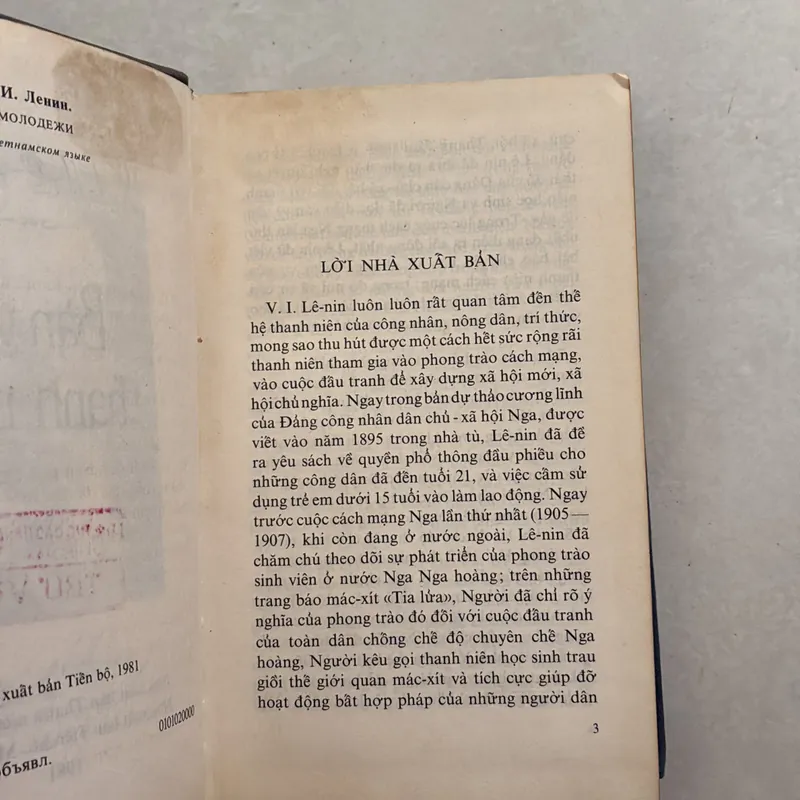 И. Ленин.
МОЛОДЕЖИ
языке
xuất bản Tiến bộ, 1981
0101020000
объявл.
LỜI NHÀ XUẤT BẢN
V. I. Lê-nin luôn luôn rất quan tâm đến thế
hệ thanh niên của công nhân, nông dân, trí thức,
mong sao thu hút được một cách hết sức rộng rãi
thanh niên tham gia vào phong trào cách mạng,
vào cuộc đấu tranh để xây dựng xã hội mới, xã
hội chủ nghĩa. Ngay trong bản dự thảo cương lĩnh
của Đảng công nhân dân chủ - xã hội Nga, được
viết vào năm 1895 trong nhà tù, Lê-nin đã để
ra yêu sách về quyền phổ thông đầu phiếu cho
những công dân đã đến tuổi 21, và việc cấm sử
dụng trẻ em dưới 15 tuổi vào làm lao động. Ngay
trước cuộc cách mạng Nga lần thứ nhất (1905—
1907), khi còn đang ở nước ngoài, Lê-nin đã
chăm chú theo dõi sự phát triển của phong trào
sinh viên ở nước Nga Nga hoàng; trên những
trang báo mác-xít «Tia lửa», Người đã chỉ rõ ý
nghĩa của phong trào đó đối với cuộc đấu tranh
của toàn dân chống chế độ chuyên chế Nga
hoàng, Người kêu gọi thanh niên học sinh trau
giồi thế giới quan mác-xít và tích cực giúp đỡ
hoạt động bất hợp pháp của những người dân
3